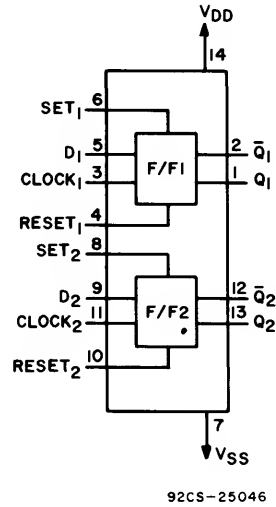 VDD
14
6
SET1
5
D1
F/F1
2
Q̅1
3
CLOCK1
1
Q1
4
RESET1
8
SET2
9
D2
F/F2
12
Q̅2
11
CLOCK2
13
Q2
10
RESET2
7
VSS
92CS-25046